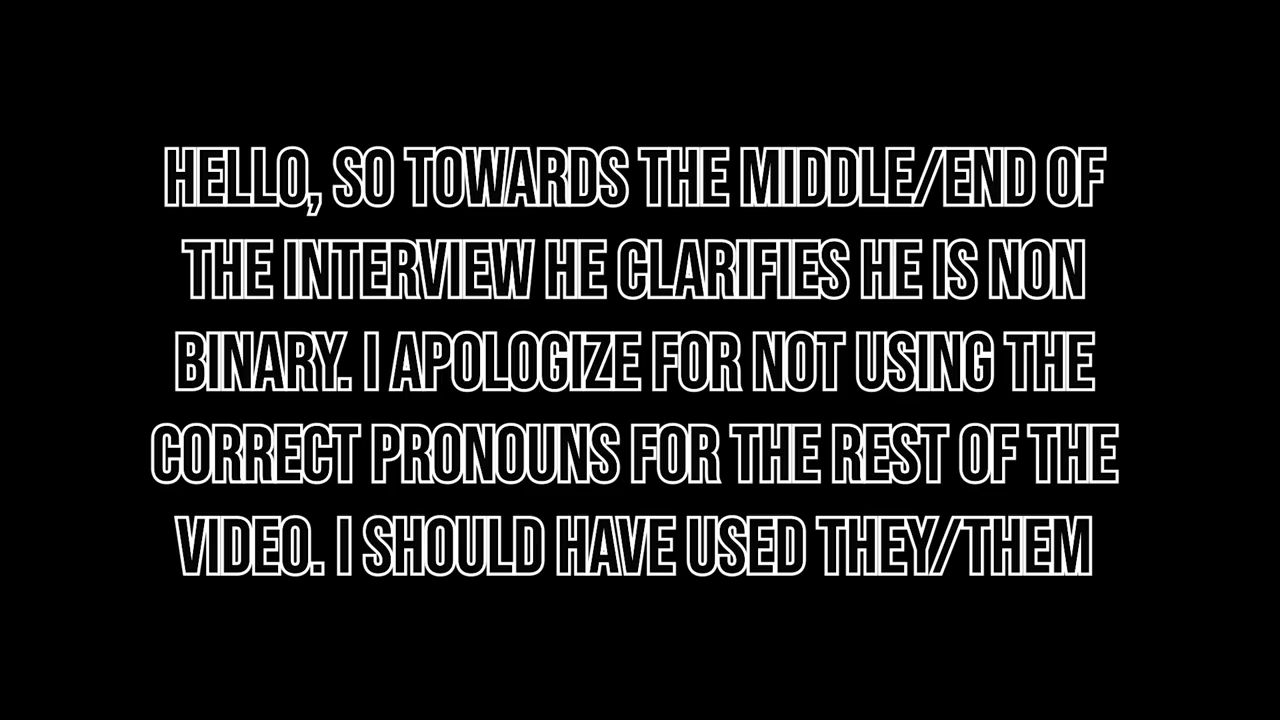 HELLO, SO TOWARDS THE MIDDLE/END OF
THE INTERVIEW HE CLARIFIES HE IS NON
BINARY. I APOLOGIZE FOR NOT USING THE
CORRECT PRONOUNS FOR THE REST OF THE
VIDEO. I SHOULD HAVE USED THEY/THEM